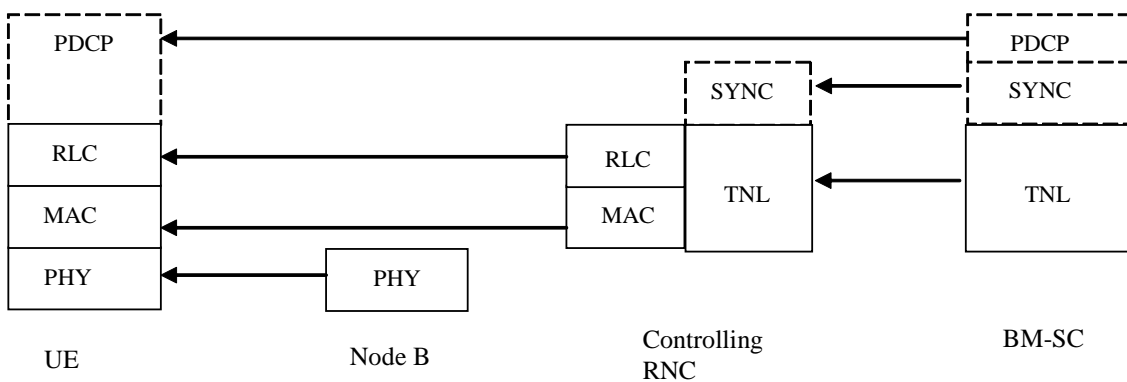 PDCP
PDCP
SYNC
SYNC
RLC
RLC
TNL
TNL
MAC
MAC
PHY
PHY
UE
Node B
Controlling
RNC
BM-SC